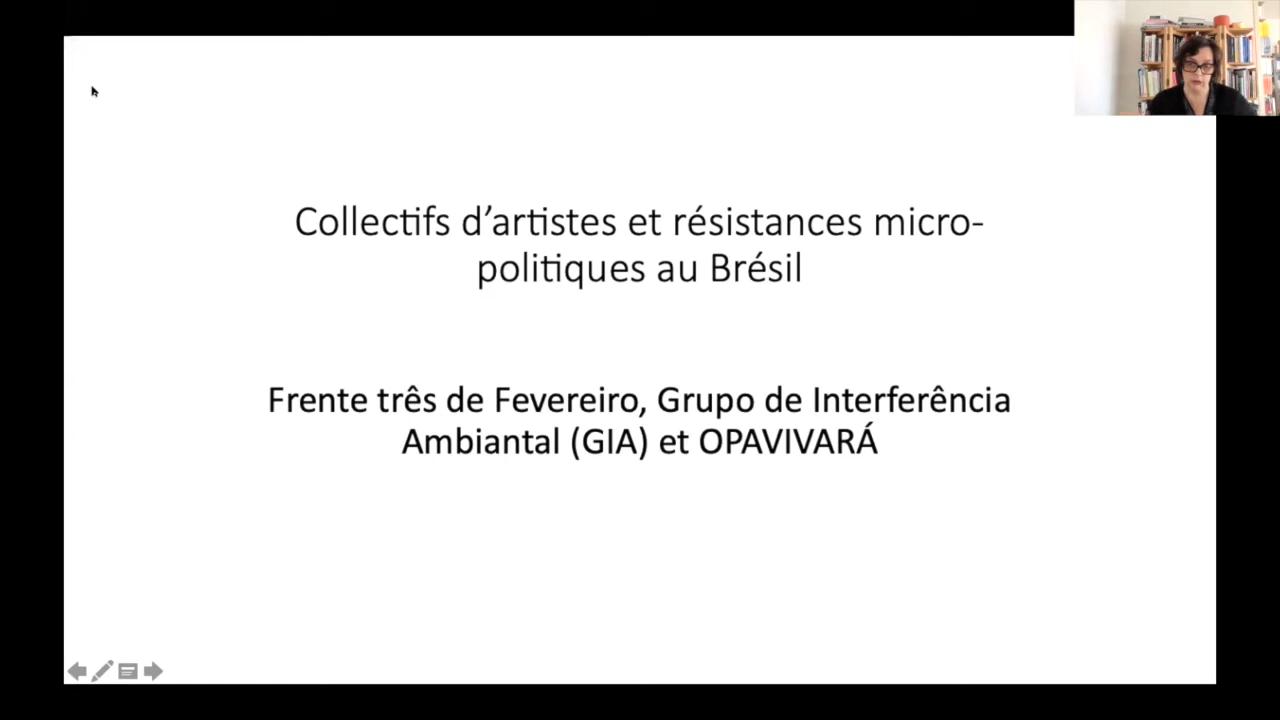 Collectifs d’artistes et résistances micro-
politiques au Brésil
Frente três de Fevereiro, Grupo de Interferência
Ambiantal (GIA) et OPAVIVARÁ